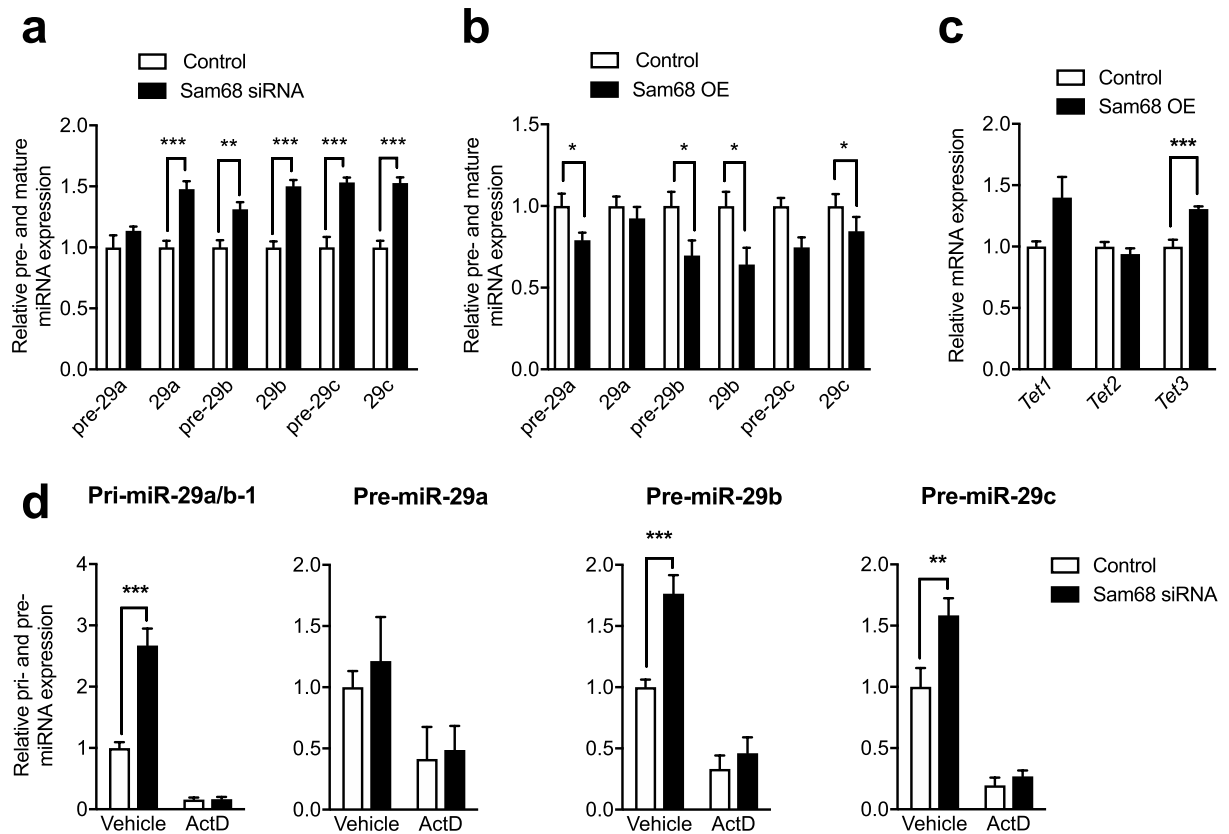 a
Control
Sam68 siRNA
Relative pre- and mature
miRNA expression
2.0
1.5
1.0
0.5
0.0
*** ** *** *** ***
pre-29a 29a pre-29b 29b pre-29c 29c
b
Control
Sam68 OE
Relative pre- and mature
miRNA expression
1.5
1.0
0.5
0.0
* * * *
pre-29a 29a pre-29b 29b pre-29c 29c
c
Control
Sam68 OE
Relative mRNA expression
2.0
1.5
1.0
0.5
0.0
***
Tet1 Tet2 Tet3
d
Relative pri- and pre-
miRNA expression
Pri-miR-29a/b-1
4
3
2
1
0
***
Vehicle ActD
Pre-miR-29a
2.0
1.5
1.0
0.5
0.0
Vehicle ActD
Pre-miR-29b
2.0
1.5
1.0
0.5
0.0
***
Vehicle ActD
Pre-miR-29c
2.0
1.5
1.0
0.5
0.0
**
Vehicle ActD
Control
Sam68 siRNA